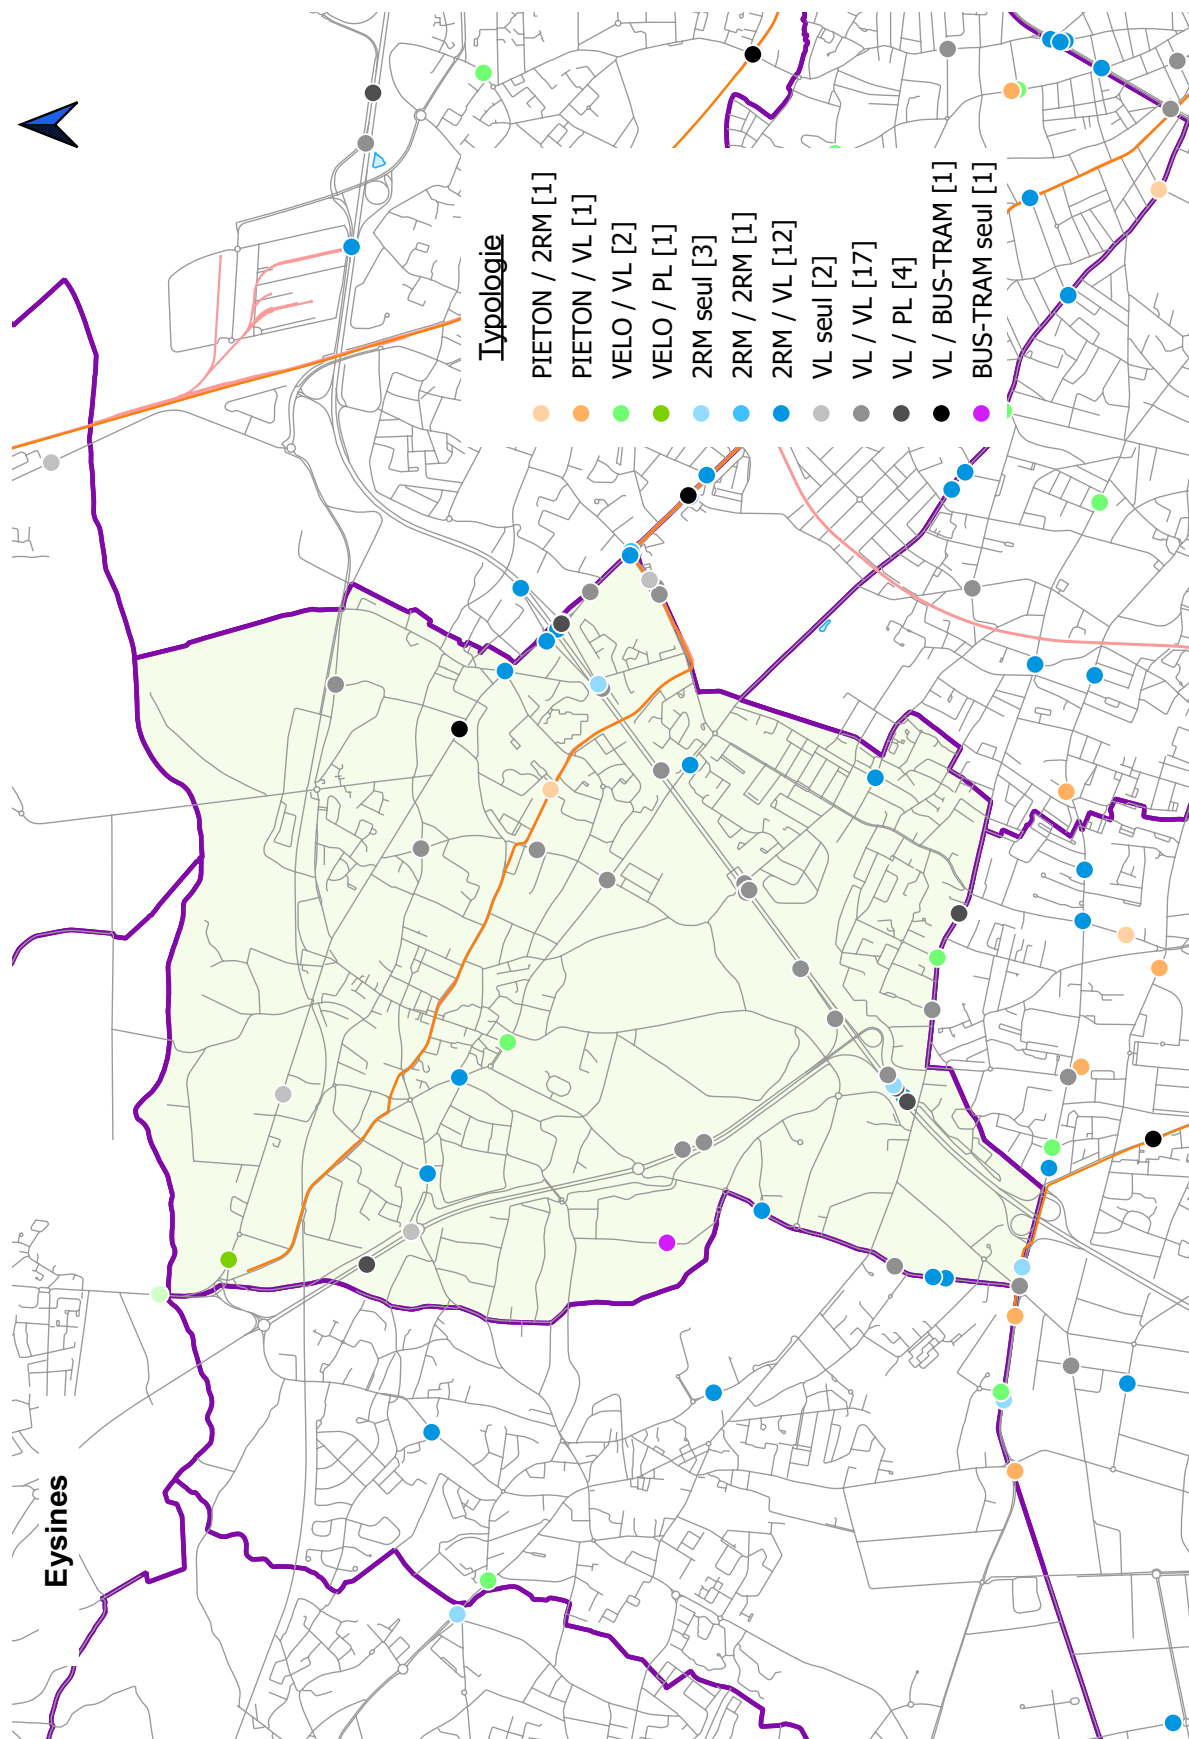 Eysines
Typologie
PIETON / 2RM [1]
PIETON / VL [1]
VELO / VL [2]
VELO / PL [1]
2RM seul [3]
2RM / 2RM [1]
2RM / VL [12]
VL seul [2]
VL / VL [17]
VL / PL [4]
VL / BUS-TRAM [1]
BUS-TRAM seul [1]